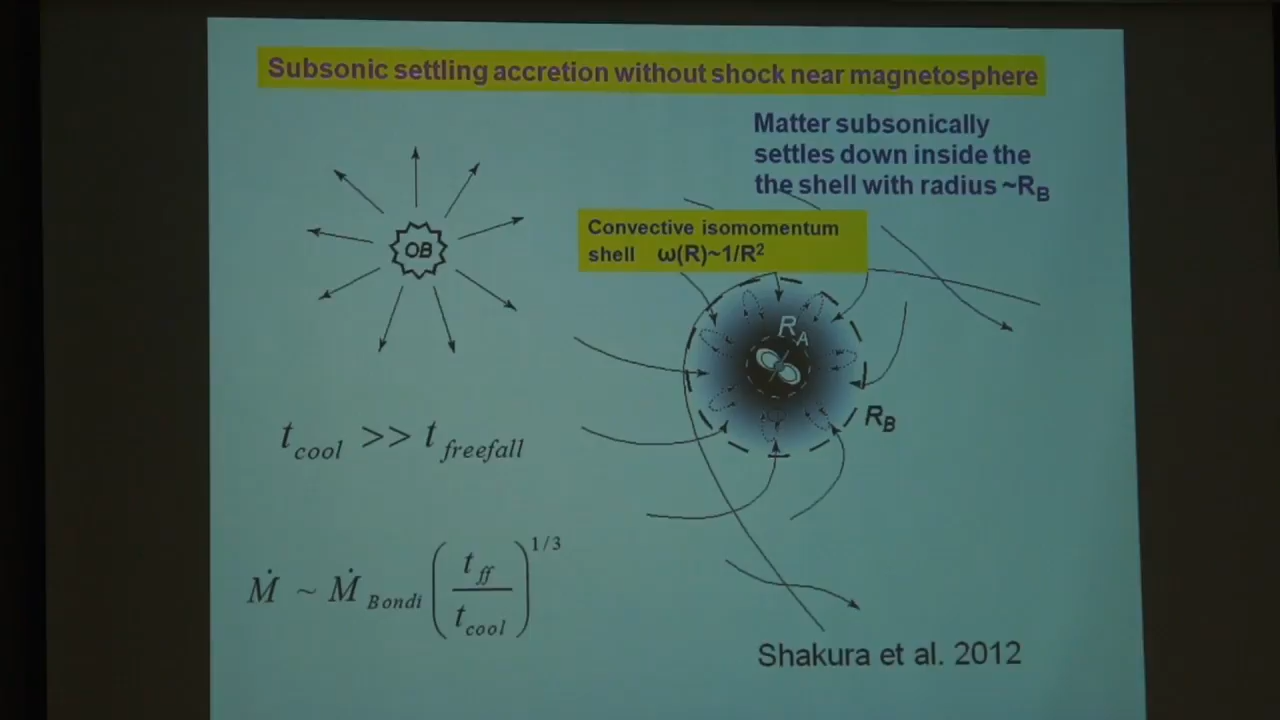 Subsonic settling accretion without shock near magnetosphere
Matter subsonically
settles down inside the
the shell with radius ~R_B
Convective isomomentum
shell ω(R)~1/R²
OB
R_A
R_B
t_cool >> t_freefall
Ṁ ~ Ṁ_Bondi (t_ff / t_cool)^1/3
Shakura et al. 2012